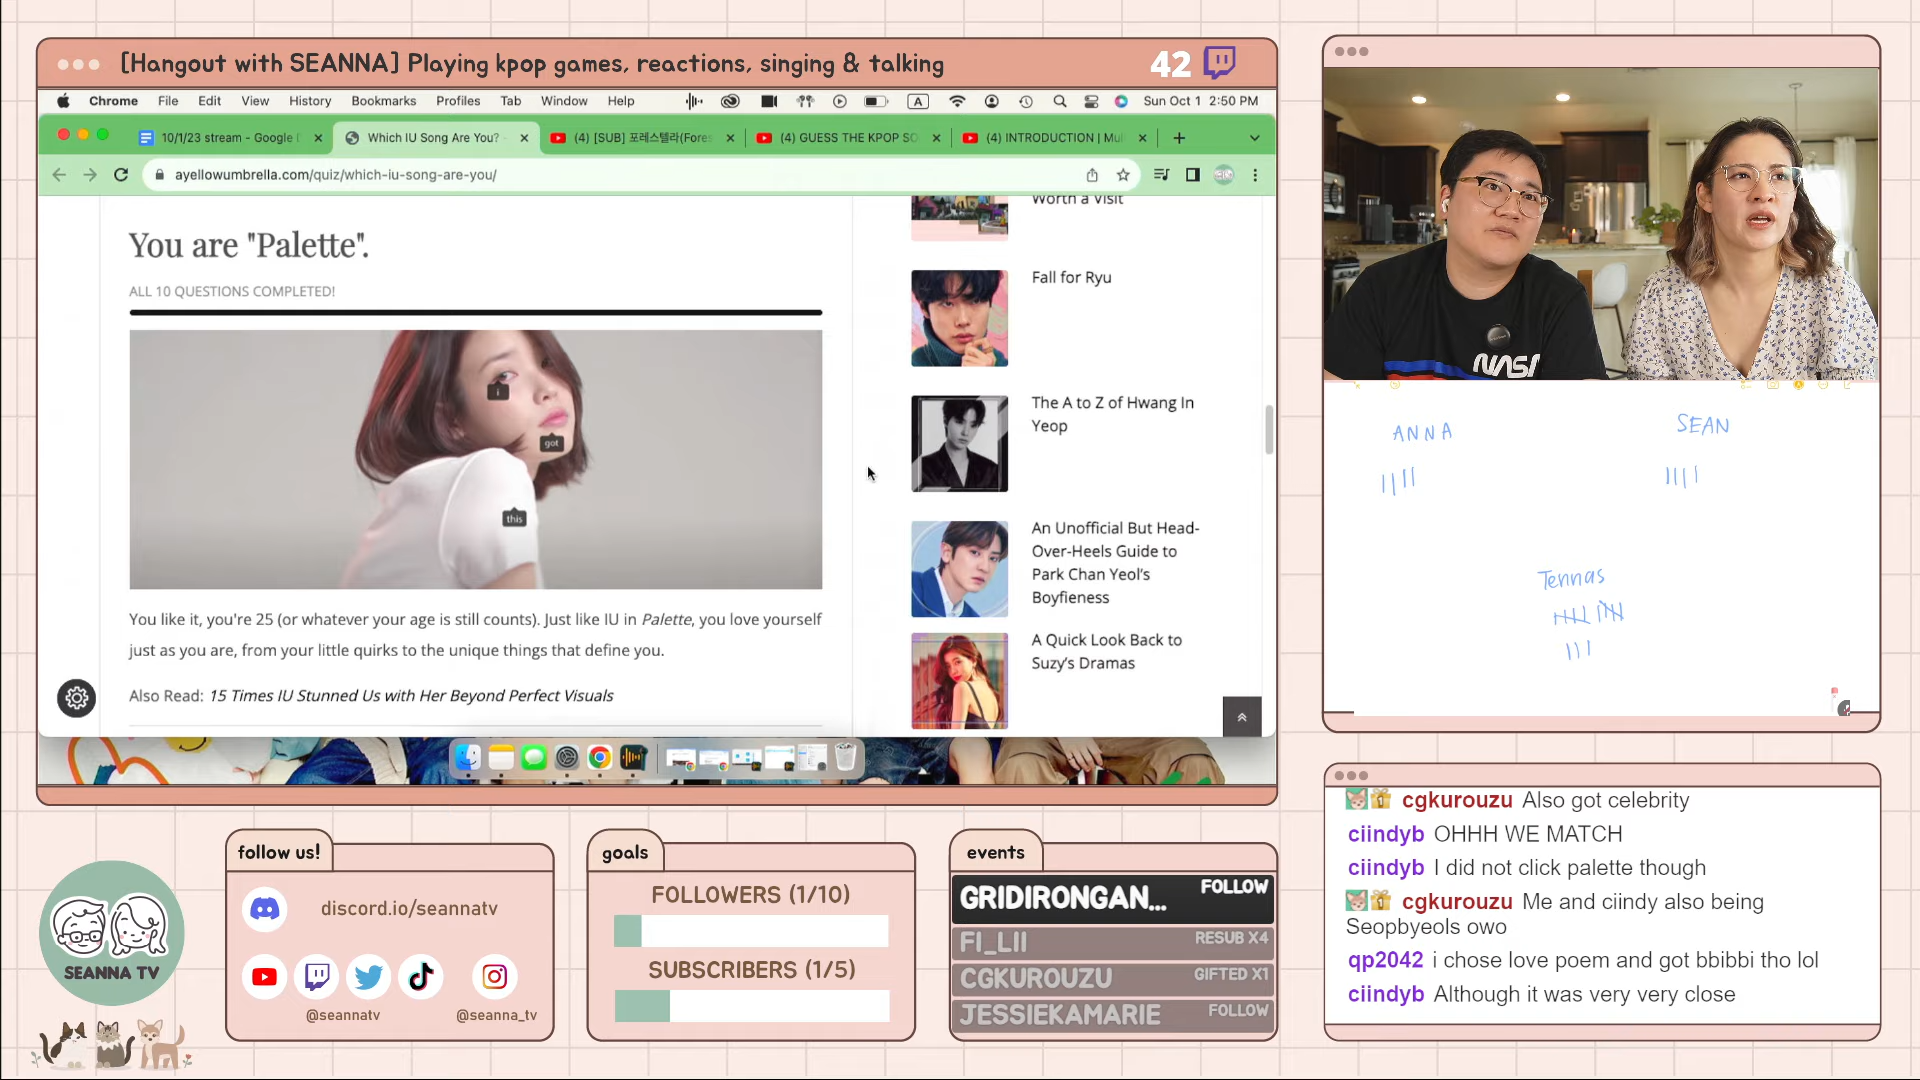 [Hangout with SEANNA] Playing kpop games, reactions, singing & talking
42
Chrome File Edit View History Bookmarks Profiles Tab Window Help
A
Sun Oct 1 2:50 PM
10/1/23 stream - Google
Which IU Song Are You?
(4) [SUB] 포레스텔라(Fores
(4) GUESS THE KPOP SO
(4) INTRODUCTION | Mul
ayellowumbrella.com/quiz/which-iu-song-are-you/
You are "Palette".
ALL 10 QUESTIONS COMPLETED!
i
got
this
You like it, you're 25 (or whatever your age is still counts). Just like IU in Palette, you love yourself
just as you are, from your little quirks to the unique things that define you.
Also Read: 15 Times IU Stunned Us with Her Beyond Perfect Visuals
Worth a Visit
Fall for Ryu
The A to Z of Hwang In
Yeop
An Unofficial But Head-
Over-Heels Guide to
Park Chan Yeol's
Boyfieness
A Quick Look Back to
Suzy's Dramas
NASA
ANNA
SEAN
Tennas
SEANNA TV
follow us!
discord.io/seannatv
@seannatv
@seanna_tv
goals
FOLLOWERS (1/10)
SUBSCRIBERS (1/5)
events
GRIDIRONGAN... FOLLOW
FI_LII RESUB X4
CGKUROUZU GIFTED X1
JESSIEKAMARIE FOLLOW
cgkurouzu Also got celebrity
ciindyb OHHH WE MATCH
ciindyb I did not click palette though
cgkurouzu Me and ciindy also being
Seopbyeols owo
qp2042 i chose love poem and got bbibbi tho lol
ciindyb Although it was very very close